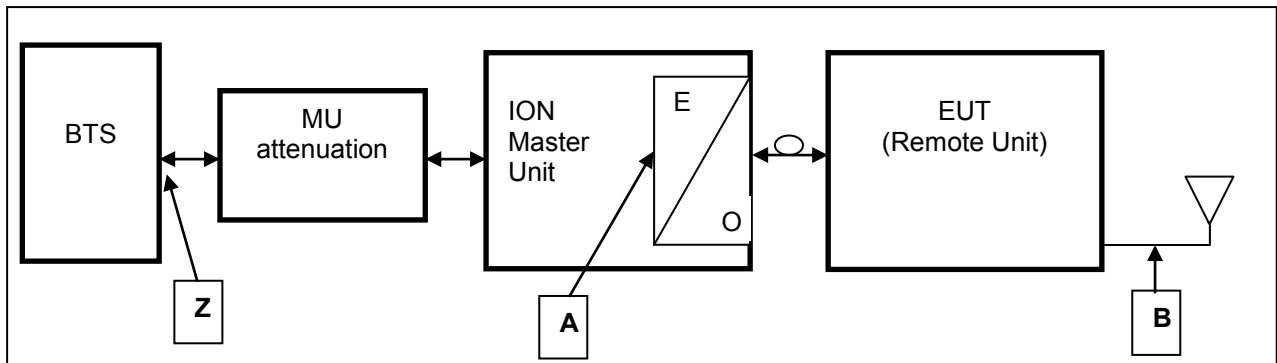 BTS
MU
attenuation
ION
Master
Unit
E
O
EUT
(Remote Unit)
Z
A
B